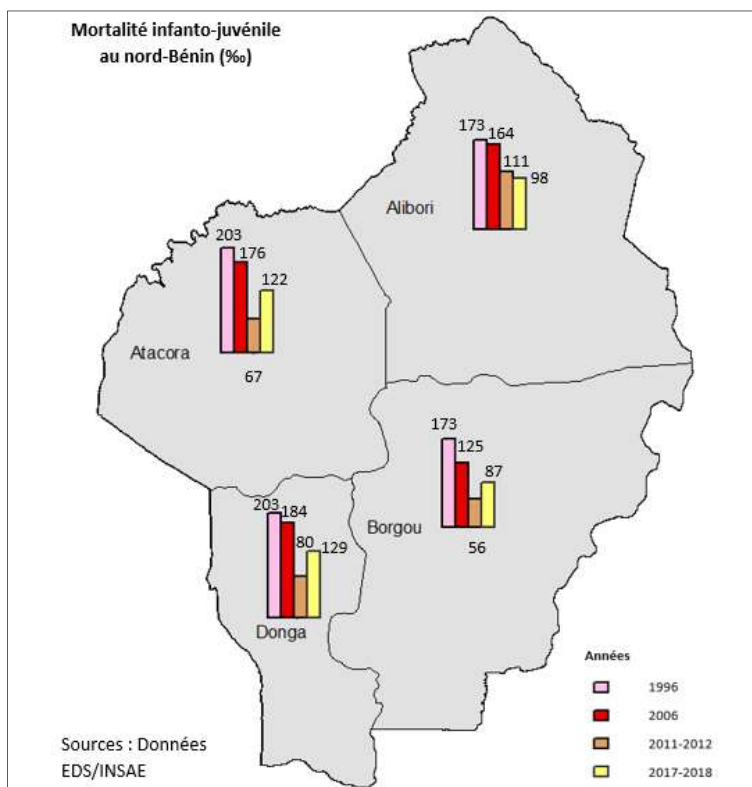 Mortalité infanto-juvénile
au nord-Bénin (‰)
173
164
111
98
Alibori
203
176
122
Atacora
67
173
125
87
Borgou
56
203
184
80
129
Donga
Années
1996
2006
2011-2012
2017-2018
Sources : Données
EDS/INSAE